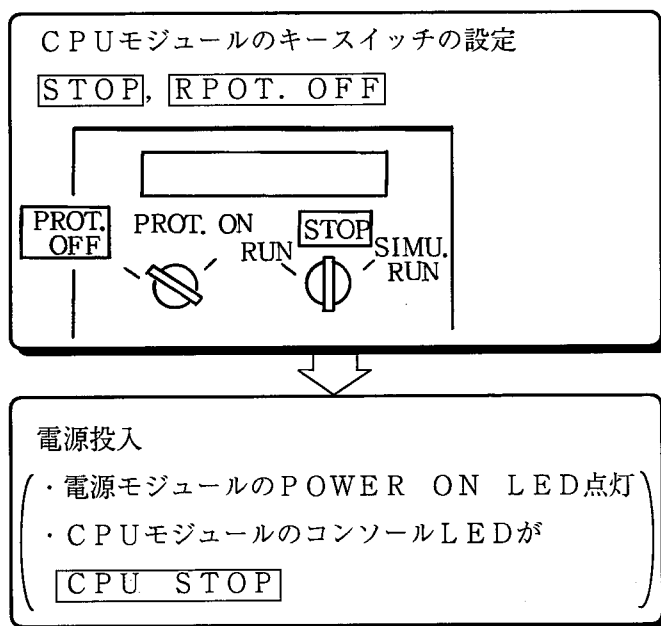 CPUモジュールのキースイッチの設定
STOP, RPOT. OFF
PROT. OFF
PROT. ON
RUN
STOP
SIMU. RUN
電源投入
・電源モジュールのPOWER ON LED点灯
・CPUモジュールのコンソールLEDが
CPU STOP